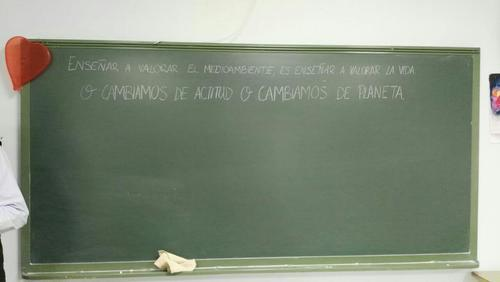 ENSEÑAR A VALORAR EL MEDIOAMBIENTE, ES ENSEÑAR A VALORAR LA VIDA
O CAMBIAMOS DE ACTITUD O CAMBIAMOS DE PLANETA.